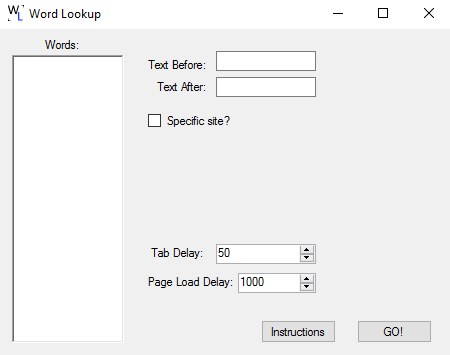 WL Word Lookup
Words:
Text Before:
Text After:
Specific site?
Tab Delay: 50
Page Load Delay: 1000
Instructions GO!